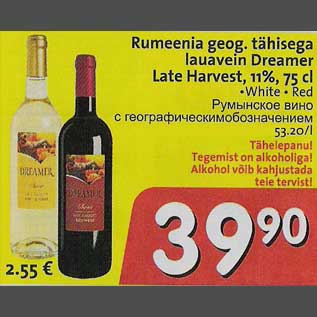 Rumeenia geog. tähisega
lauavein Dreamer
Late Harvest, 11%, 75 cl
•White • Red
Румынское вино
с географическимобозначением
53.20/l
Tähelepanu!
Tegemist on alkoholiga!
Alkohol võib kahjustada
teie tervist!
DREAMER
DREAMER
2.55 €
39 90